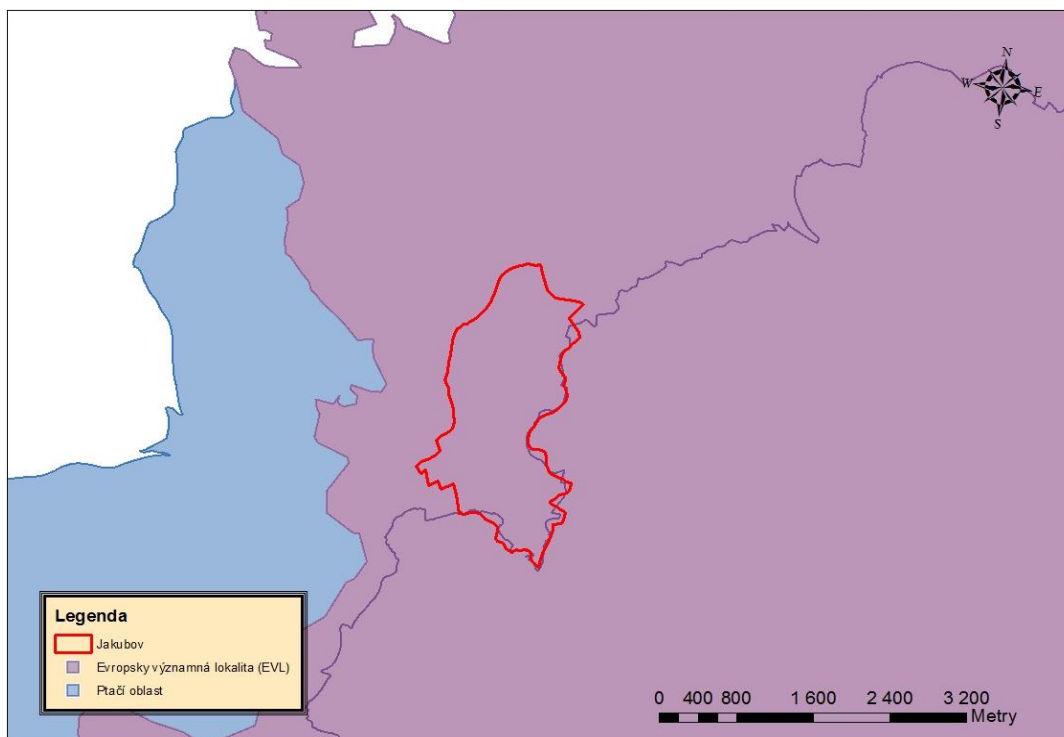 N
W E
S
Legenda
Jakubov
Evropsky významná lokalita (EVL)
Ptačí oblast
0 400 800 1 600 2 400 3 200
Metry